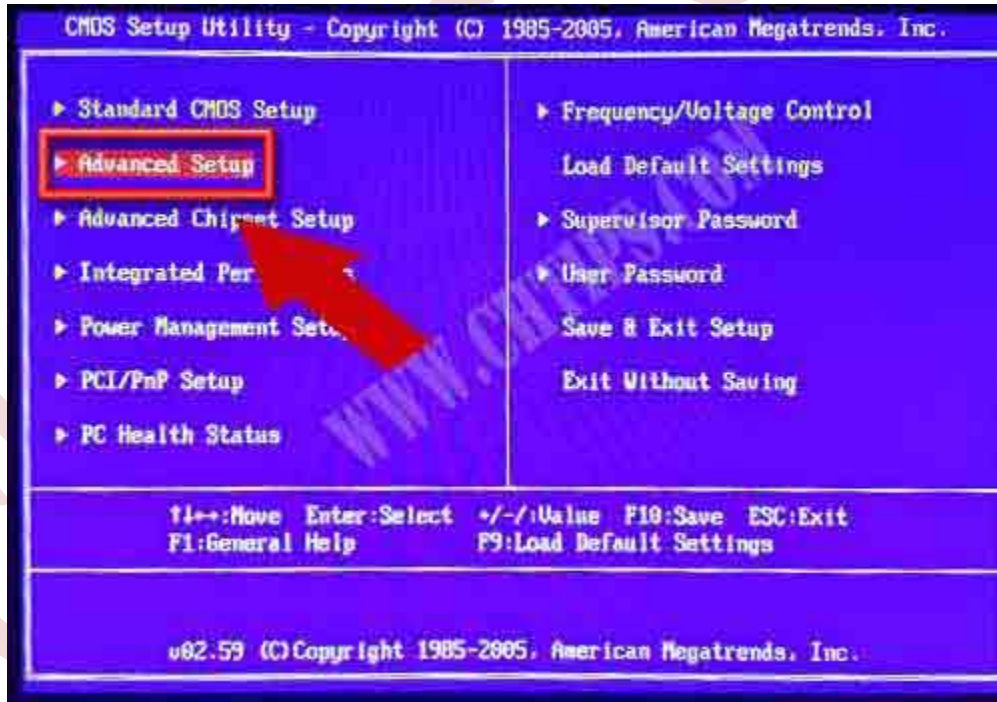 CMOS Setup Utility - Copyright (C) 1985-2005, American Megatrends, Inc.
▶ Standard CMOS Setup
▶ Advanced Setup
▶ Advanced Chipset Setup
▶ Integrated
▶ Power Management
▶ PCI/PnP Setup
▶ PC Health Status
▶ Frequency/Voltage Control
Load Default Settings
▶ Supervisor Password
▶ User Password
Save & Exit Setup
Exit Without Saving
↑↓←→:Move Enter:Select +/-/:Value F10:Save ESC:Exit
F1:General Help F9:Load Default Settings
v02.59 (C)Copyright 1985-2005, American Megatrends, Inc.